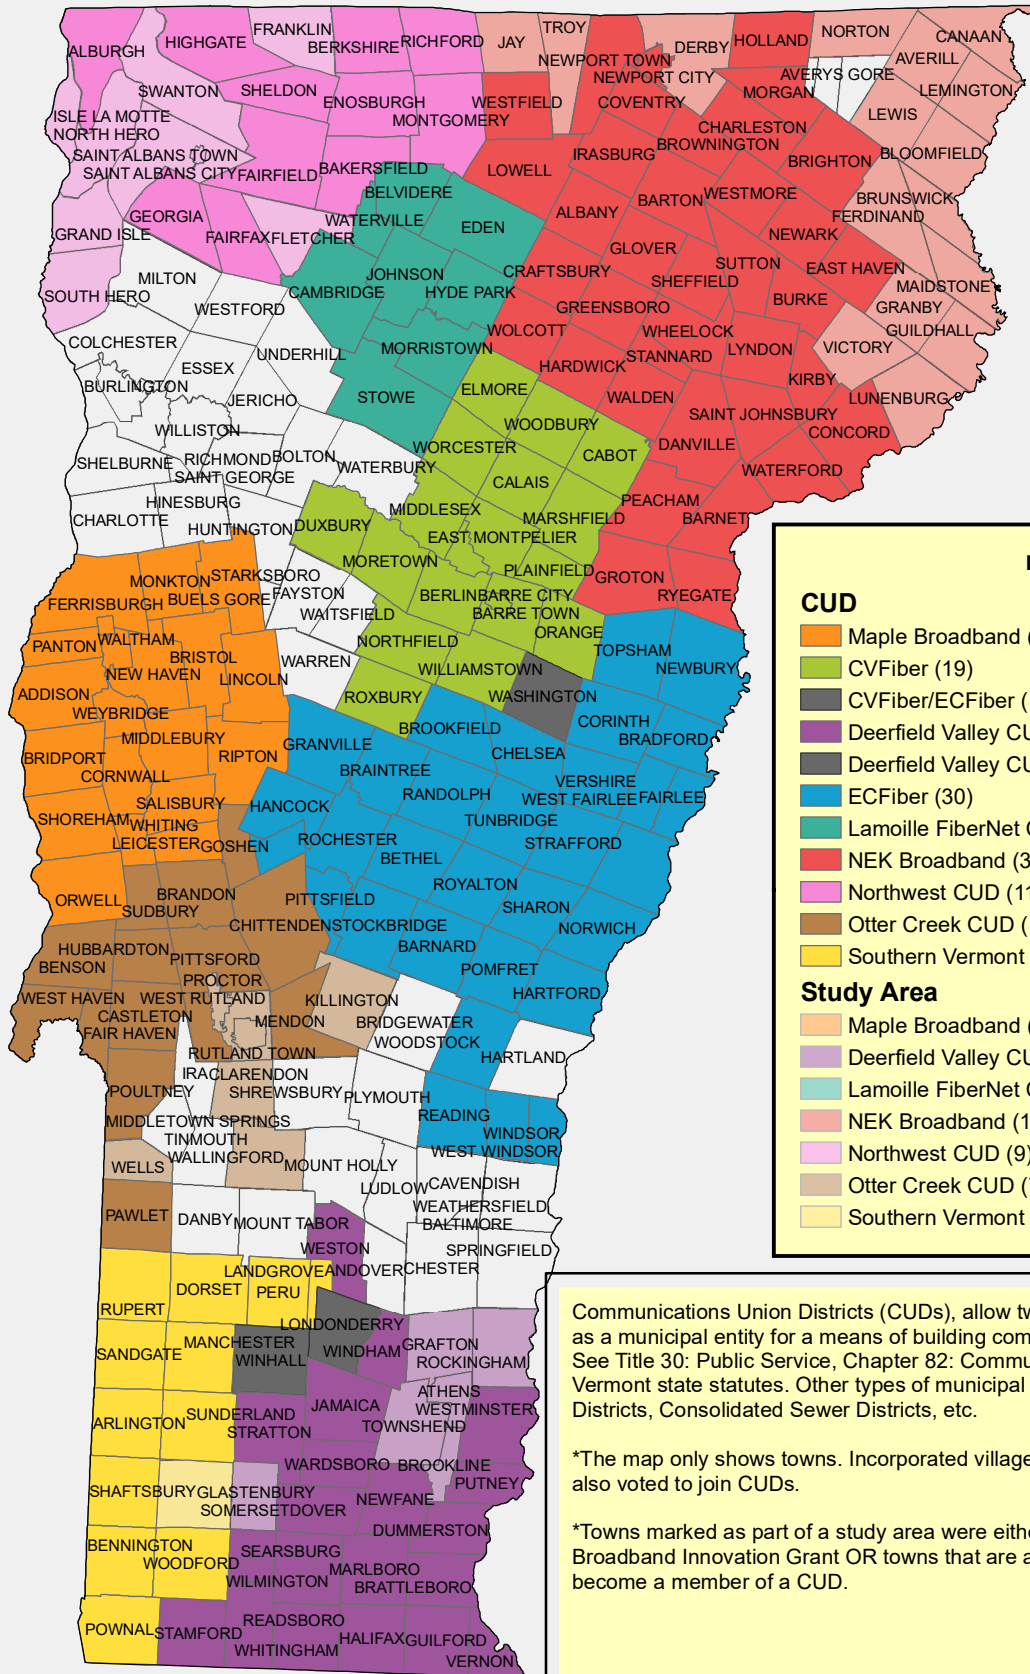 ALBURGH
HIGHGATE
FRANKLIN
BERKSHIRE
RICHFORD
JAY
TROY
NEWPORT TOWN
NEWPORT CITY
DERBY
HOLLAND
NORTON
CANAAN
AVERILL
AVERYS GORE
LEMINGTON
SWANTON
SHELDON
ENOSBURGH
MONTGOMERY
WESTFIELD
COVENTRY
MORGAN
LEWIS
ISLE LA MOTTE
NORTH HERO
CHARLESTON
BROWNINGTON
IRASBURG
BLOOMFIELD
BRIGHTON
SAINT ALBANS TOWN
SAINT ALBANS CITY
FAIRFIELD
BAKERSFIELD
LOWELL
BELVIDERE
WATERVILLE
EDEN
ALBANY
BARTON
WESTMORE
BRUNSWICK
FERDINAND
GEORGIA
GRAND ISLE
FAIRFAX
FLETCHER
NEWARK
GLOVER
SUTTON
EAST HAVEN
MILTON
JOHNSON
CRAFTSBURY
SHEFFIELD
MAIDSTONE
SOUTH HERO
CAMBRIDGE
HYDE PARK
GREENSBORO
BURKE
GRANBY
WESTFORD
WOLCOTT
WHEELOCK
GUILDHALL
COLCHESTER
UNDERHILL
MORRISTOWN
STANNARD
LYNDON
VICTORY
ESSEX
HARDWICK
KIRBY
BURLINGTON
JERICHO
STOWE
ELMORE
WALDEN
LUNENBURG
SAINT JOHNSBURY
WOODBURY
CONCORD
WILLISTON
WORCESTER
CABOT
DANVILLE
SHELBURNE
RICHMOND
BOLTON
WATERBURY
SAINT GEORGE
WATERFORD
CALAIS
HINESBURG
MIDDLESEX
PEACHAM
CHARLOTTE
HUNTINGTON
DUXBURY
MARSHFIELD
BARNET
EAST MONTPELIER
MORETOWN
PLAINFIELD
MONKTON
STARKSBORO
GROTON
BUELS GORE
FAYSTON
BERLIN
BARRE CITY
RYEGATE
FERRISBURGH
WAITSFIELD
BARRE TOWN
PANTON
WALTHAM
NORTHFIELD
ORANGE
BRISTOL
WARREN
TOPSHAM
NEW HAVEN
LINCOLN
WILLIAMSTOWN
NEWBURY
ADDISON
ROXBURY
WASHINGTON
WEYBRIDGE
BROOKFIELD
CORINTH
MIDDLEBURY
GRANVILLE
CHELSEA
BRADFORD
BRIDPORT
RIPTON
BRAINTREE
CORNWALL
VERSHIRE
SALISBURY
HANCOCK
RANDOLPH
WEST FAIRLEE
FAIRLEE
SHOREHAM
WHITING
TUNBRIDGE
LEICESTER
GOSHEN
ROCHESTER
STRAFFORD
BETHEL
ORWELL
BRANDON
SUDBURY
PITTSFIELD
ROYALTON
SHARON
CHITTENDEN
STOCKBRIDGE
NORWICH
HUBBARDTON
BENSON
PITTSFORD
BARNARD
POMFRET
PROCTOR
HARTFORD
WEST HAVEN
WEST RUTLAND
KILLINGTON
CASTLETON
MENDON
BRIDGEWATER
FAIR HAVEN
WOODSTOCK
RUTLAND TOWN
HARTLAND
IRA
CLARENDON
POULTNEY
SHREWSBURY
PLYMOUTH
READING
MIDDLETOWN SPRINGS
WINDSOR
TINMOUTH
WEST WINDSOR
WELLS
WALLINGFORD
MOUNT HOLLY
LUDLOW
CAVENDISH
WEATHERSFIELD
PAWLET
DANBY
MOUNT TABOR
BALTIMORE
WESTON
SPRINGFIELD
LANDGROVE
ANDOVER
CHESTER
DORSET
PERU
RUPERT
LONDONDERRY
SANDGATE
MANCHESTER
WINHALL
WINDHAM
GRAFTON
ROCKINGHAM
ATHENS
ARLINGTON
SUNDERLAND
JAMAICA
WESTMINSTER
STRATTON
TOWNSHEND
WARDSBORO
BROOKLINE
SHAFTSBURY
GLASTENBURY
PUTNEY
SOMERSET
DOVER
NEWFANE
DUMMERSTON
BENNINGTON
SEARSBURG
WOODFORD
MARLBORO
WILMINGTON
BRATTLEBORO
POWNAL
STAMFORD
READSBORO
HALIFAX
GUILFORD
WHITINGHAM
VERNON
CUD
Maple Broadband (
CVFiber (19)
CVFiber/ECFiber (
Deerfield Valley CU
Deerfield Valley CU
ECFiber (30)
Lamoille FiberNet C
NEK Broadband (3
Northwest CUD (11
Otter Creek CUD (
Southern Vermont
Study Area
Maple Broadband (
Deerfield Valley CU
Lamoille FiberNet C
NEK Broadband (1
Northwest CUD (9)
Otter Creek CUD (7
Southern Vermont
Communications Union Districts (CUDs), allow tw
as a municipal entity for a means of building com
See Title 30: Public Service, Chapter 82: Commu
Vermont state statutes. Other types of municipal
Districts, Consolidated Sewer Districts, etc.
*The map only shows towns. Incorporated village
also voted to join CUDs.
*Towns marked as part of a study area were eithe
Broadband Innovation Grant OR towns that are a
become a member of a CUD.